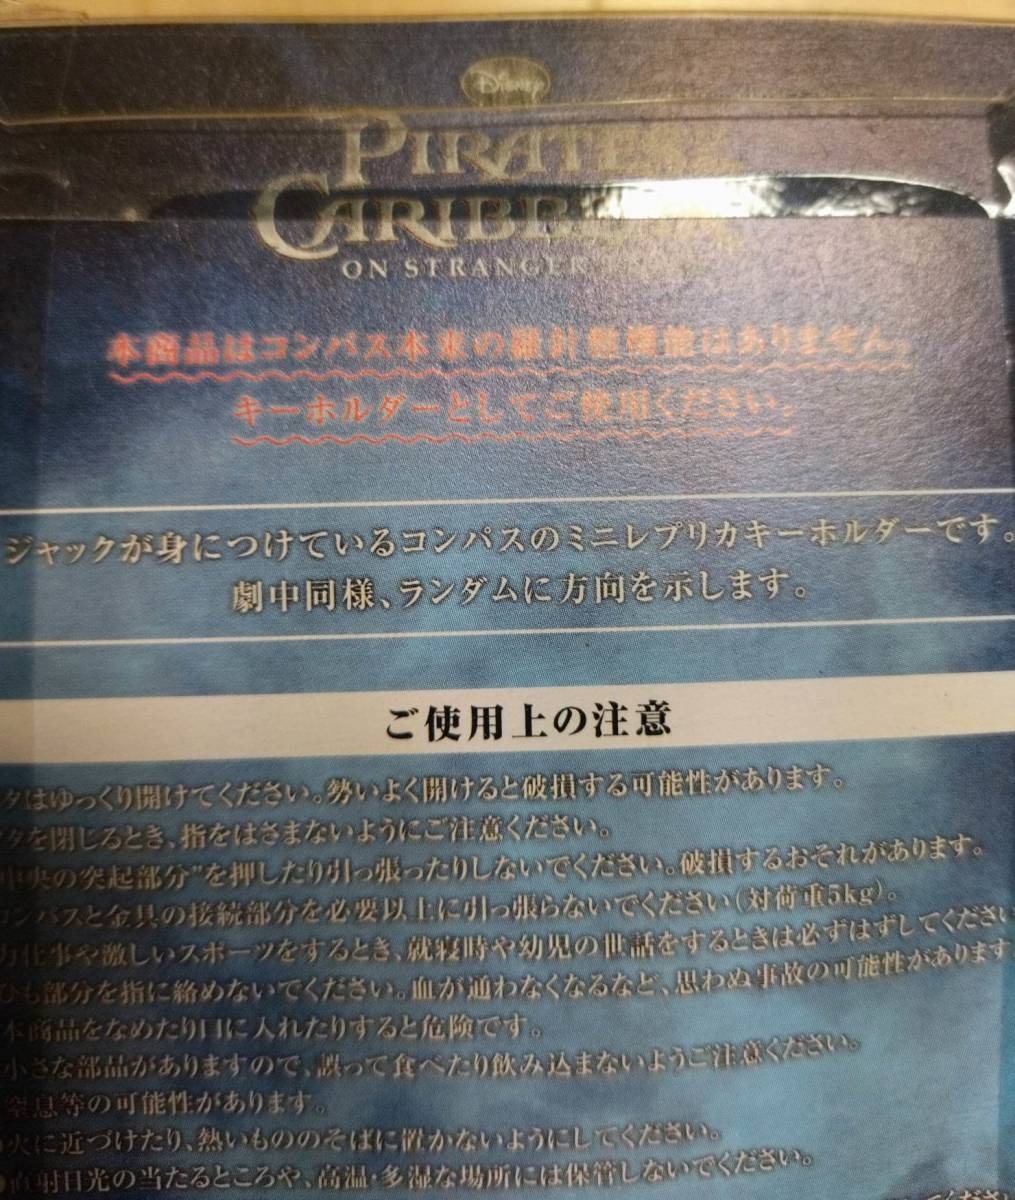 Disney
PIRATES
CARIBBEAN
ON STRANGER
本商品はコンパス本来の羅針盤機能はありません。
キーホルダーとしてご使用ください。
ジャックが身につけているコンパスのミニレプリカキーホルダーです。
劇中同様、ランダムに方向を示します。
ご使用上の注意
タはゆっくり開けてください。勢いよく開けると破損する可能性があります。
タを閉じるとき、指をはさまないようにご注意ください。
中央の突起部分"を押したり引っ張ったりしないでください。破損するおそれがあります。
コンパスと金具の接続部分を必要以上に引っ張らないでください(対荷重5kg)。
力仕事や激しいスポーツをするとき、就寝時や幼児の世話をするときは必ずはずしてください
ひも部分を指に絡めないでください。血が通わなくなるなど、思わぬ事故の可能性があります
本商品をなめたり口に入れたりすると危険です。
小さな部品がありますので、誤って食べたり飲み込まないようご注意ください。
窒息等の可能性があります。
火に近づけたり、熱いもののそばに置かないようにしてください。
●直射日光の当たるところや、高温・多湿な場所には保管しないでください。